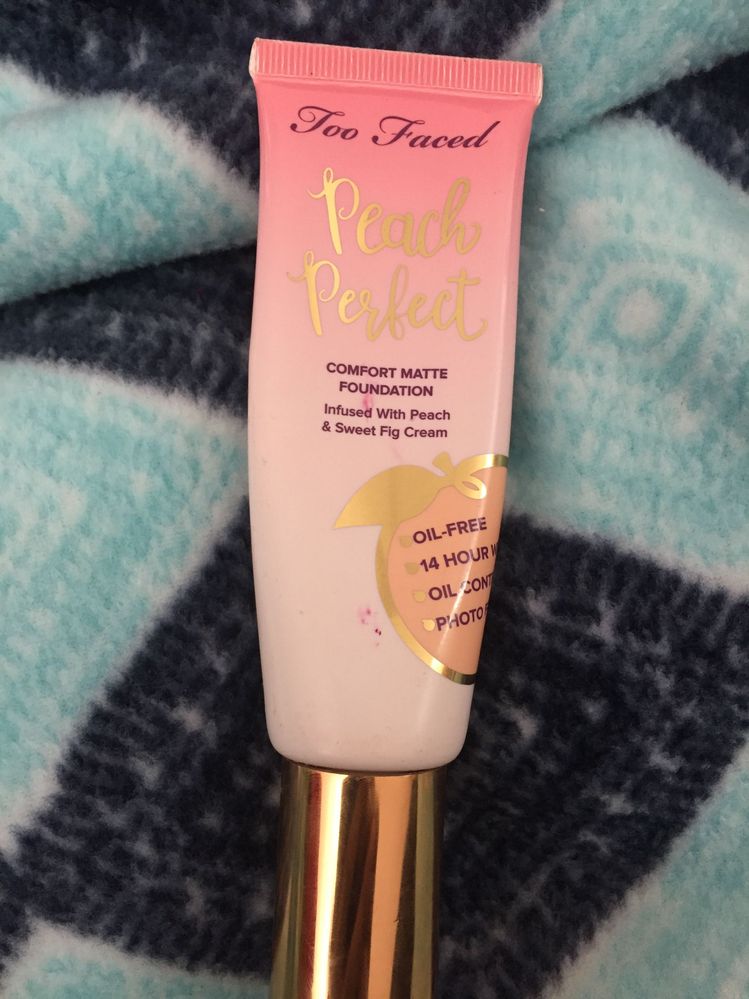 Too Faced
Peach
Perfect
COMFORT MATTE
FOUNDATION
Infused With Peach
& Sweet Fig Cream
OIL-FREE
14 HOUR
OIL
PHOTO